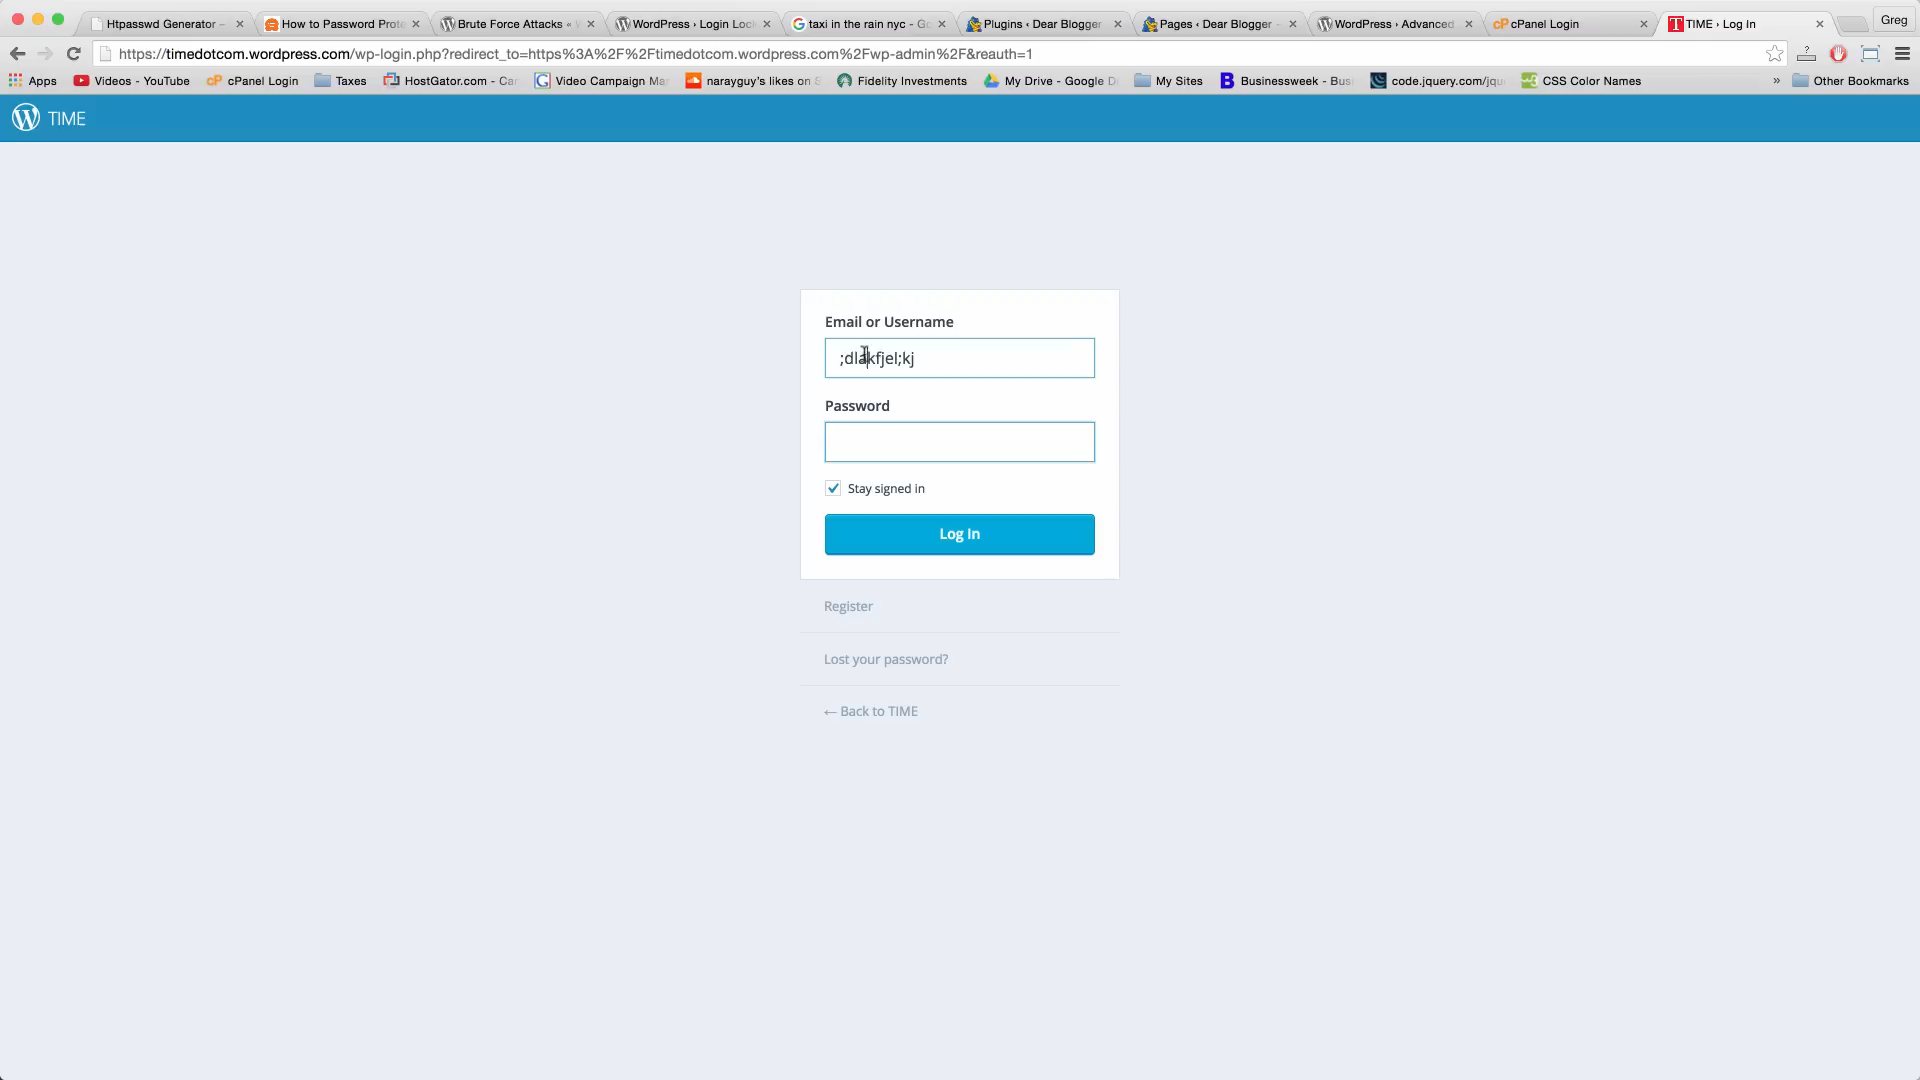 Htpasswd Generator –
How to Password Prote
Brute Force Attacks «
WordPress › Login Lock
taxi in the rain nyc - Go
Plugins ‹ Dear Blogger
Pages ‹ Dear Blogger –
WordPress › Advanced
cPanel Login
TIME › Log In
Greg
https://timedotcom.wordpress.com/wp-login.php?redirect_to=https%3A%2F%2Ftimedotcom.wordpress.com%2Fwp-admin%2F&reauth=1
Apps
Videos - YouTube
cPanel Login
Taxes
HostGator.com - Car
Video Campaign Man
narayguy's likes on S
Fidelity Investments
My Drive - Google D
My Sites
Businessweek - Busi
code.jquery.com/jqu
CSS Color Names
»
Other Bookmarks
TIME
Email or Username
;dlakfjel;kj
Password
Stay signed in
Log In
Register
Lost your password?
← Back to TIME